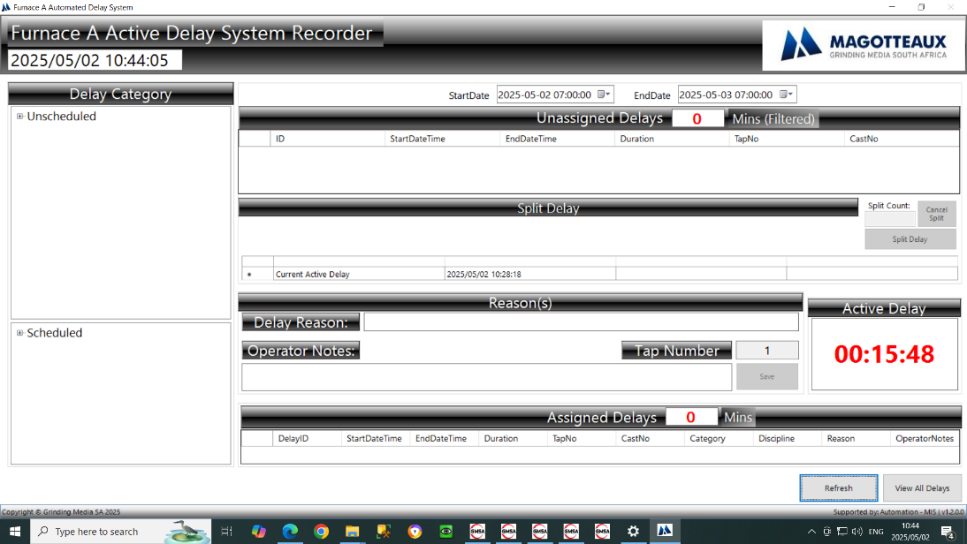 Furnace A Automated Delay System
Furnace A Active Delay System Recorder
2025/05/02 10:44:05
MAGOTTEAUX
GRINDING MEDIA SOUTH AFRICA
Delay Category
Unscheduled
Scheduled
StartDate 2025-05-02 07:00:00 EndDate 2025-05-03 07:00:00
Unassigned Delays 0 Mins (Filtered)
ID StartDateTime EndDateTime Duration TapNo CastNo
Split Delay
Split Count:
Cancel
Split
Split Delay
* Current Active Delay 2025/05/02 10:28:18
Reason(s)
Delay Reason:
Operator Notes: Tap Number 1
Save
Active Delay
00:15:48
Assigned Delays 0 Mins
DelayID StartDateTime EndDateTime Duration TapNo CastNo Category Discipline Reason OperatorNotes
Refresh View All Delays
Copyright © Grinding Media SA 2025 Supported by: Automation - MIS | v1.2.0.0
Type here to search
GMSA GMSA GMSA GMSA GMSA
ENG
10:44
2025/05/02
4